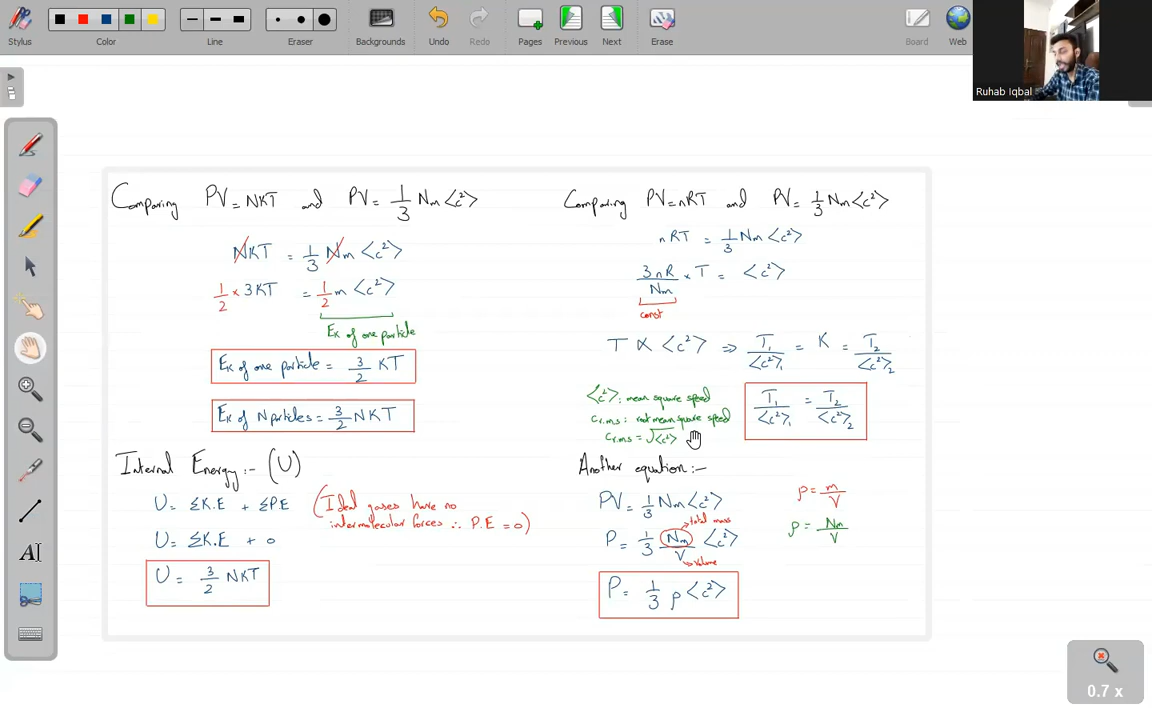 Stylus
Color
Line
Eraser
Backgrounds
Undo
Redo
Pages
Previous
Next
Erase
Board
Web
Ruhab Iqbal
Comparing PV = NKT and PV = 1/3 Nm <c²>
NKT = 1/3 Nm <c²>
1/2 × 3KT = 1/2 m <c²>
Ek of one particle
Ek of one particle = 3/2 KT
Ek of N particles = 3/2 NKT
Internal Energy :- (U)
U = ΣK.E + ΣP.E (Ideal gases have no
intermolecular forces ∴ P.E = 0)
U = ΣK.E + 0
U = 3/2 NKT
Comparing PV = nRT and PV = 1/3 Nm <c²>
nRT = 1/3 Nm <c²>
3nR/Nm × T = <c²>
const
T ∝ <c²> ⇒ T₁/<c²>₁ = K = T₂/<c²>₂
<c²> : mean square speed
cr.m.s : root mean square speed
cr.m.s = √<c²>
T₁/<c²>₁ = T₂/<c²>₂
Another equation :-
PV = 1/3 Nm <c²>
P = 1/3 Nm/V <c²>
total mass
volume
P = 1/3 ρ <c²>
ρ = m/V
ρ = Nm/V
0.7 x